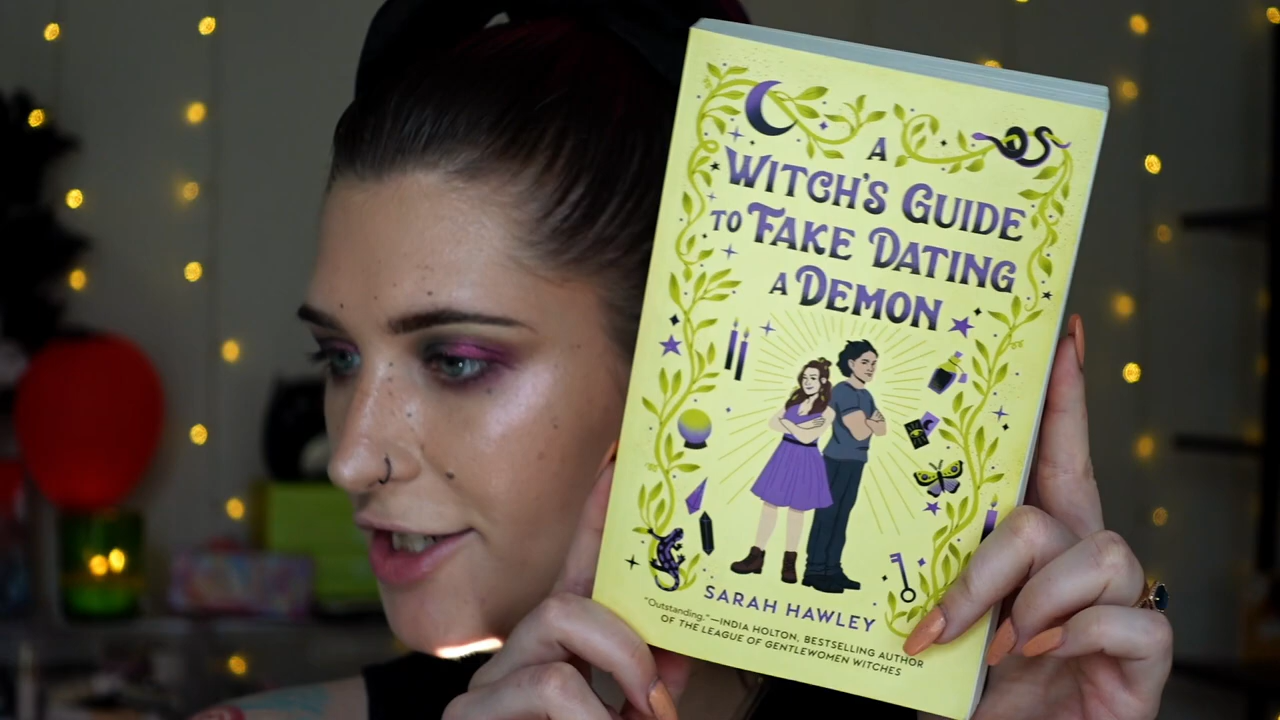 A
WITCH'S GUIDE
TO FAKE DATING
A DEMON
SARAH HAWLEY
"Outstanding."—INDIA HOLTON, BESTSELLING AUTHOR
OF THE LEAGUE OF GENTLEWOMEN WITCHES